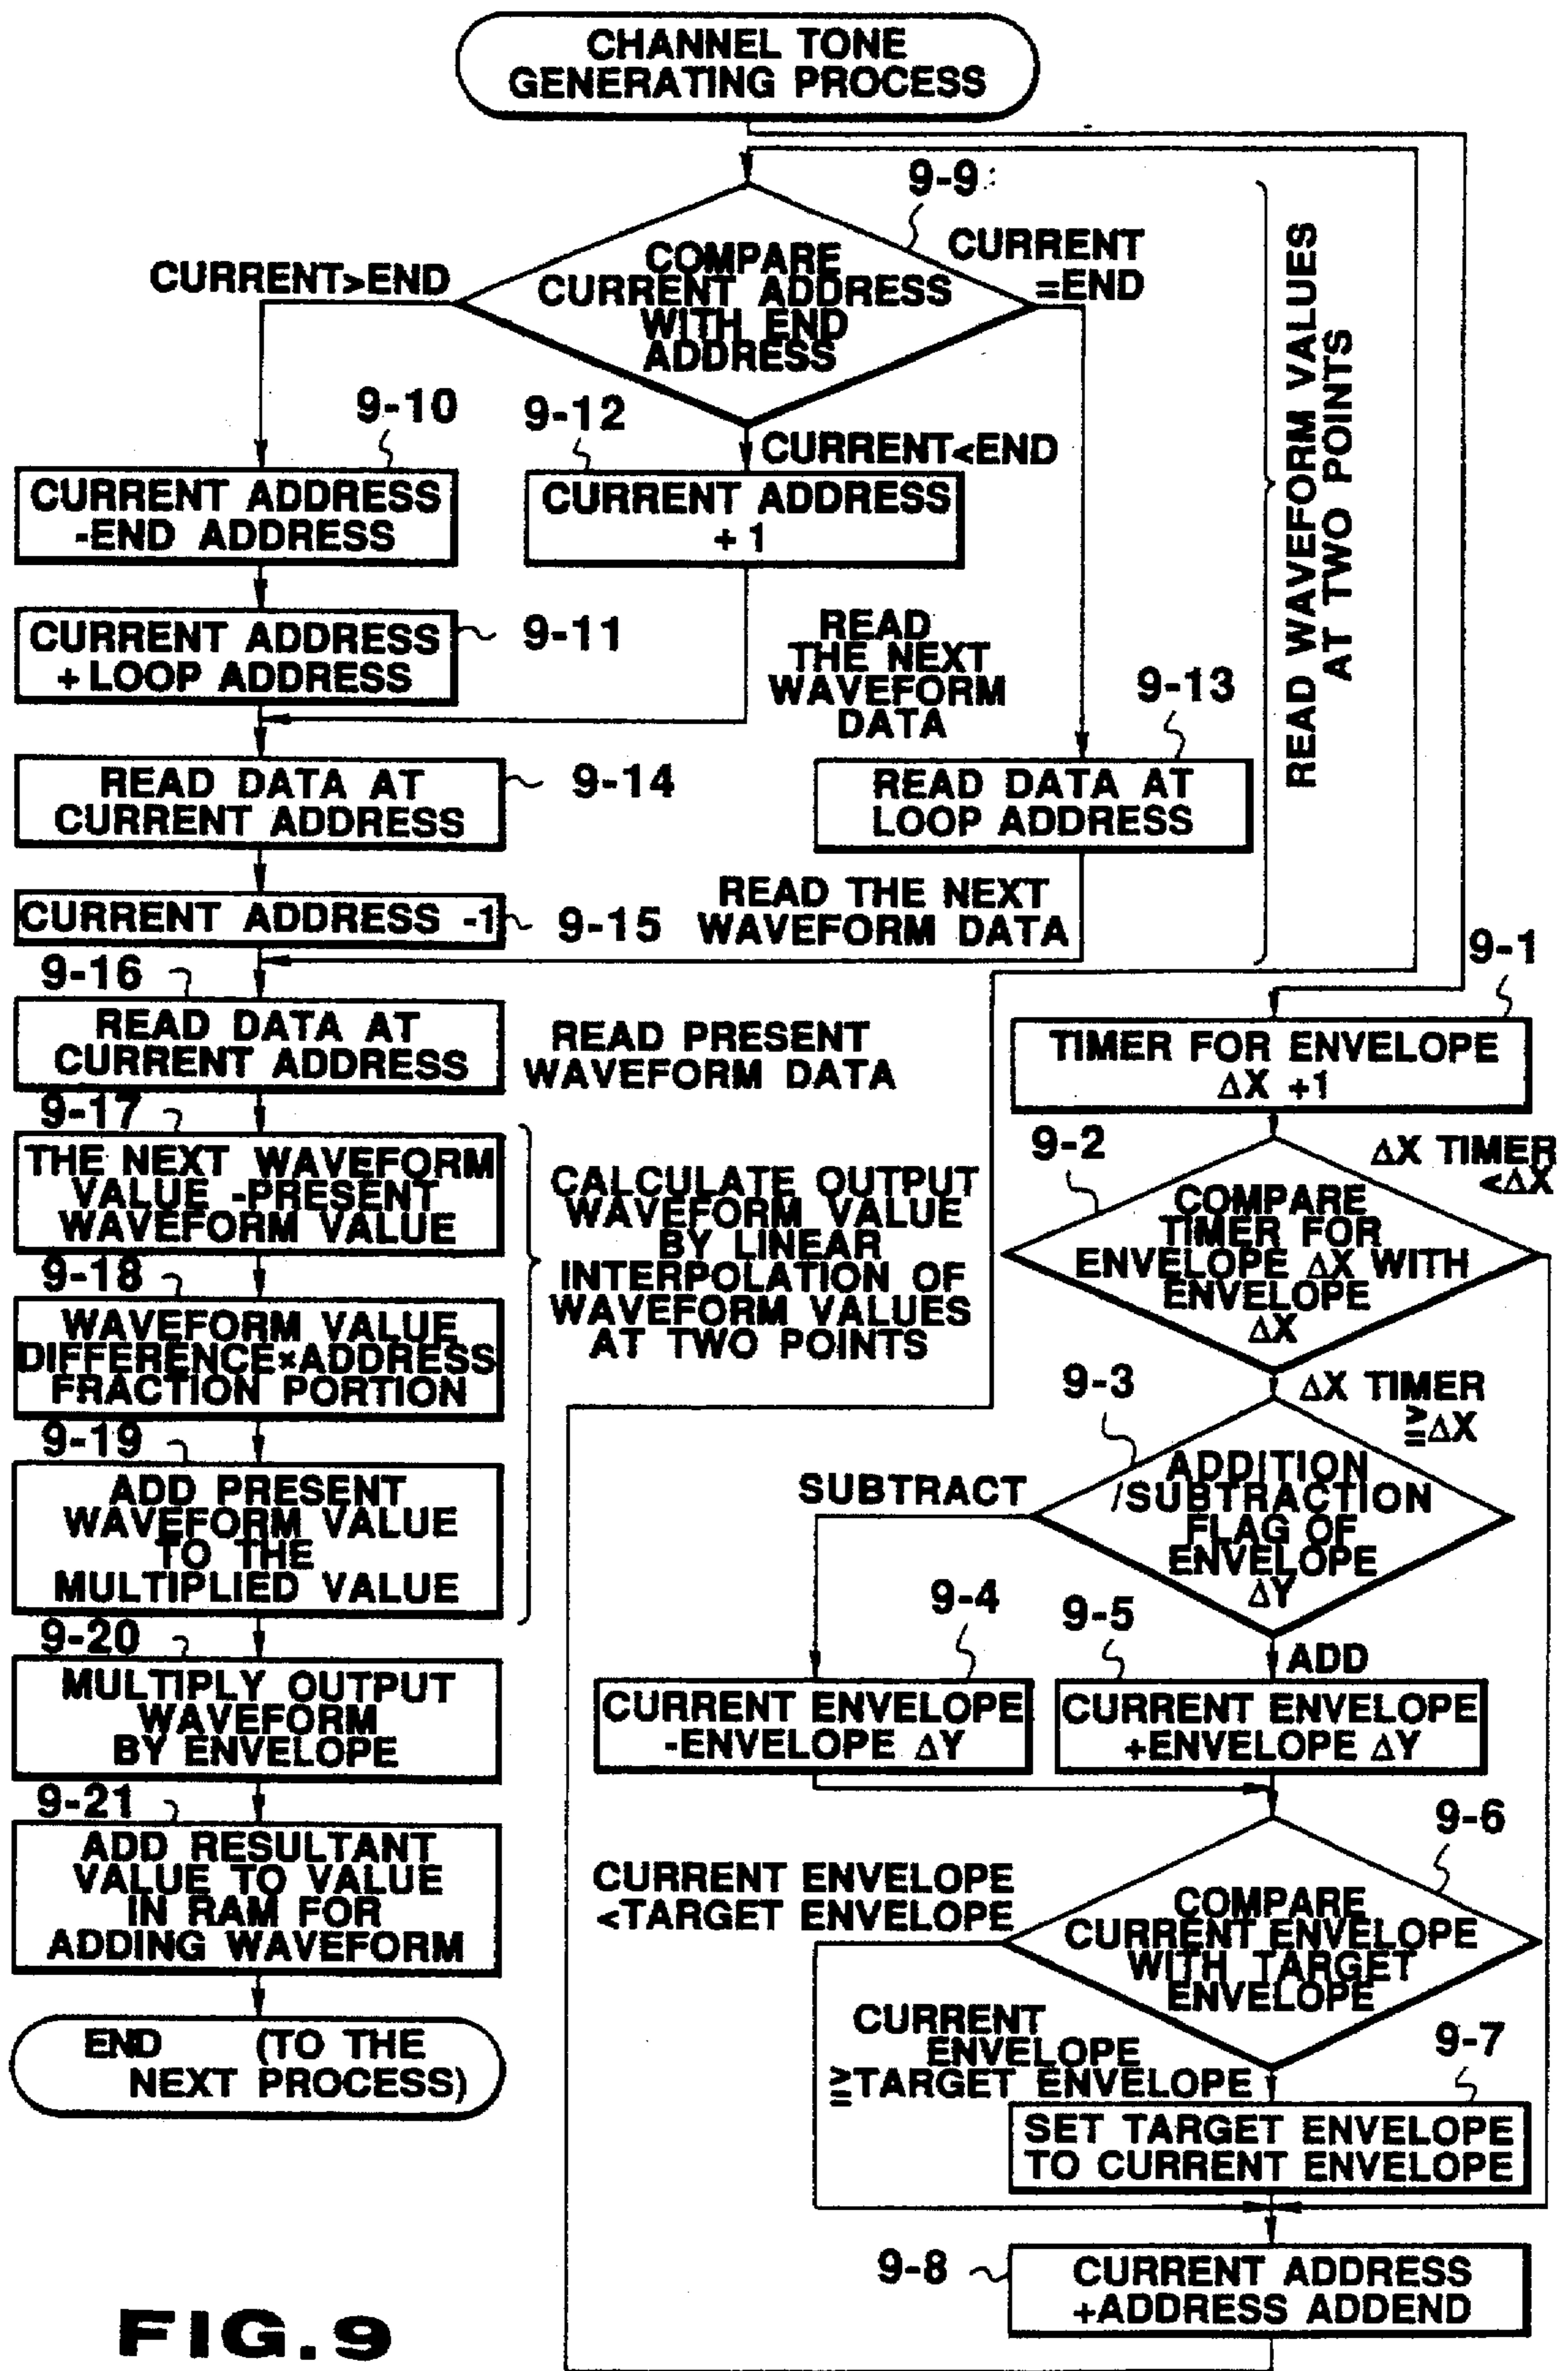 CHANNEL TONE
GENERATING PROCESS
9-9
COMPARE
CURRENT ADDRESS
WITH END
ADDRESS
CURRENT>END
CURRENT
=END
CURRENT<END
9-10
CURRENT ADDRESS
-END ADDRESS
9-12
CURRENT ADDRESS
+1
9-11
CURRENT ADDRESS
+LOOP ADDRESS
READ
THE NEXT
WAVEFORM
DATA
9-13
READ DATA AT
LOOP ADDRESS
READ WAVEFORM VALUES
AT TWO POINTS
9-14
READ DATA AT
CURRENT ADDRESS
CURRENT ADDRESS -1
9-15
READ THE NEXT
WAVEFORM DATA
9-16
READ DATA AT
CURRENT ADDRESS
READ PRESENT
WAVEFORM DATA
9-17
THE NEXT WAVEFORM
VALUE -PRESENT
WAVEFORM VALUE
9-18
WAVEFORM VALUE
DIFFERENCE×ADDRESS
FRACTION PORTION
9-19
ADD PRESENT
WAVEFORM VALUE
TO THE
MULTIPLIED VALUE
CALCULATE OUTPUT
WAVEFORM VALUE
BY LINEAR
INTERPOLATION OF
WAVEFORM VALUES
AT TWO POINTS
9-20
MULTIPLY OUTPUT
WAVEFORM
BY ENVELOPE
9-21
ADD RESULTANT
VALUE TO VALUE
IN RAM FOR
ADDING WAVEFORM
END (TO THE
NEXT PROCESS)
9-1
TIMER FOR ENVELOPE
ΔX +1
9-2
COMPARE
TIMER FOR
ENVELOPE ΔX WITH
ENVELOPE
ΔX
ΔX TIMER
<ΔX
ΔX TIMER
≧ΔX
9-3
ADDITION
/SUBTRACTION
FLAG OF
ENVELOPE
ΔY
SUBTRACT
ADD
9-4
CURRENT ENVELOPE
-ENVELOPE ΔY
9-5
CURRENT ENVELOPE
+ENVELOPE ΔY
9-6
COMPARE
CURRENT ENVELOPE
WITH TARGET
ENVELOPE
CURRENT ENVELOPE
<TARGET ENVELOPE
CURRENT
ENVELOPE
≧TARGET ENVELOPE
9-7
SET TARGET ENVELOPE
TO CURRENT ENVELOPE
9-8
CURRENT ADDRESS
+ADDRESS ADDEND
FIG.9